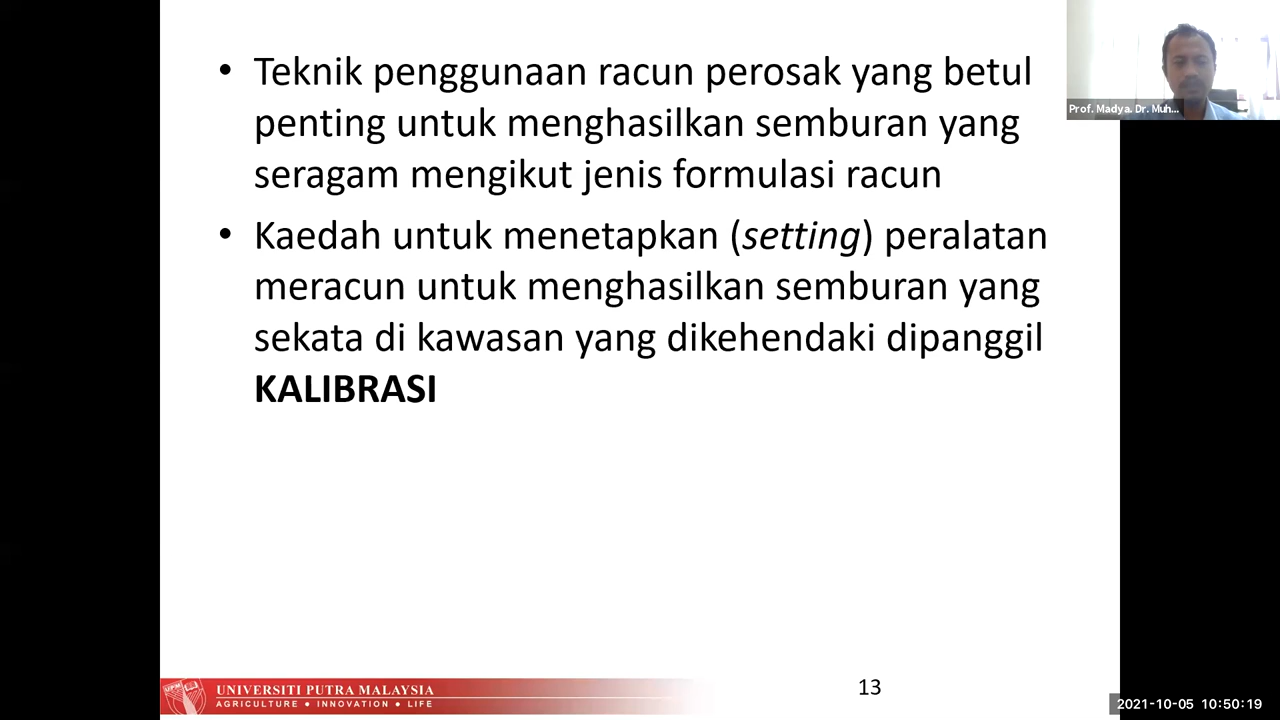 • Teknik penggunaan racun perosak yang betul
penting untuk menghasilkan semburan yang
seragam mengikut jenis formulasi racun
• Kaedah untuk menetapkan (setting) peralatan
meracun untuk menghasilkan semburan yang
sekata di kawasan yang dikehendaki dipanggil
KALIBRASI
Prof. Madya. Dr. Muh...
UPM
UNIVERSITI PUTRA MALAYSIA
AGRICULTURE • INNOVATION • LIFE
13
2021-10-05 10:50:19